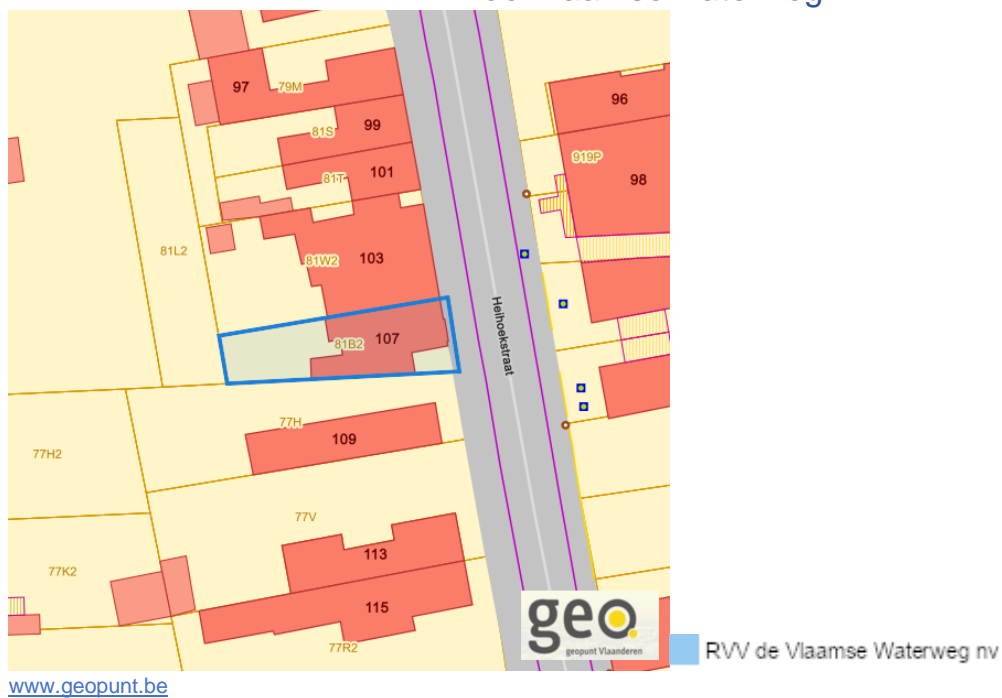 97
79M
96
81S
99
81T
101
919P
98
81L2
81W2
103
Heihoekstraat
81B2
107
77H
109
77H2
77V
113
77K2
115
77R2
geo
geopunt Vlaanderen
RVV de Vlaamse Waterweg nv
www.geopunt.be